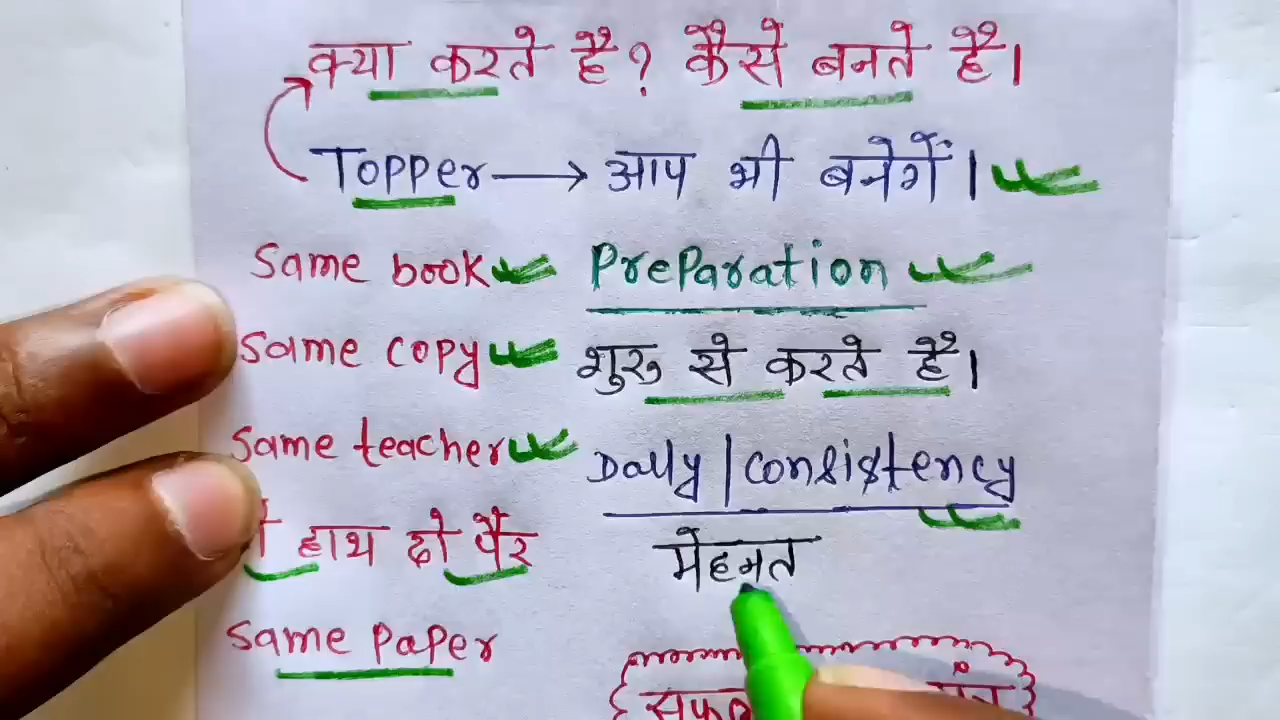 क्या करते है? कैसे बनते है।
Topper → आप भी बनेगें।
Same book
Same copy
Same teacher
हाथ दो पैर
Same paper
Preparation
शुरु से करते है।
Daily | consistency
मेहनत